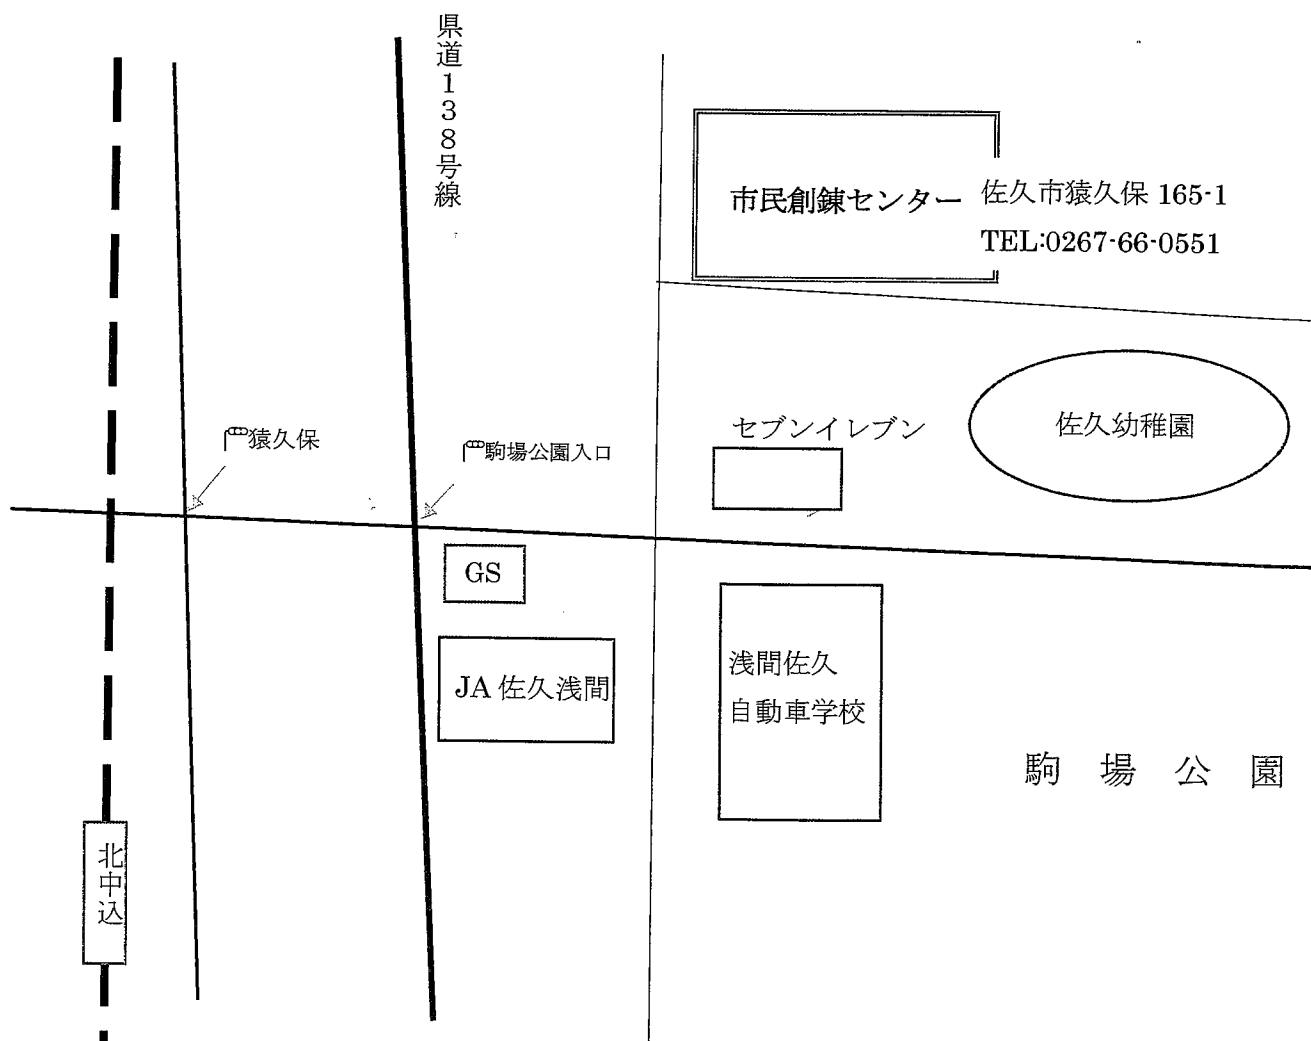 県道138号線
市民創錬センター
佐久市猿久保 165-1
TEL:0267-66-0551
猿久保
駒場公園入口
セブンイレブン
佐久幼稚園
GS
JA 佐久浅間
浅間佐久
自動車学校
駒場公園
北中込